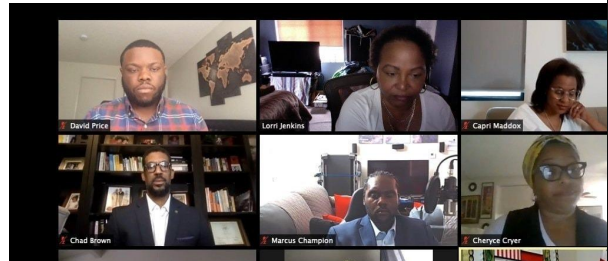 David Price
Lorri Jenkins
Capri Maddox
Chad Brown
Marcus Champion
Cheryce Cryer